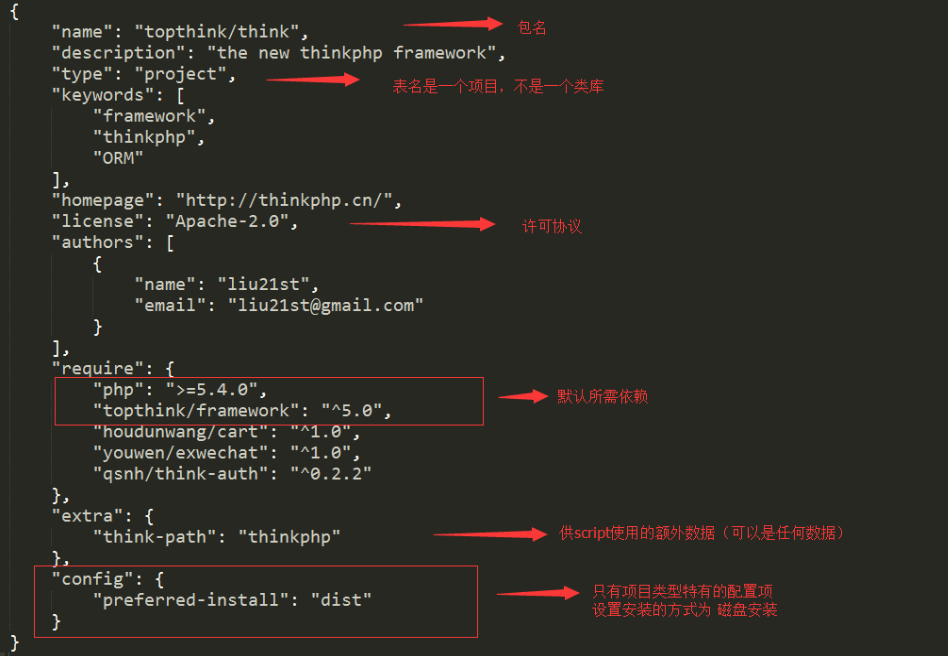 {
"name": "topthink/think", 包名
"description": "the new thinkphp framework",
"type": "project", 表名是一个项目，不是一个类库
"keywords": [
"framework",
"thinkphp",
"ORM"
],
"homepage": "http://thinkphp.cn/",
"license": "Apache-2.0", 许可协议
"authors": [
{
"name": "liu21st",
"email": "liu21st@gmail.com"
}
],
"require": {
"php": ">=5.4.0", 默认所需依赖
"topthink/framework": "^5.0",
"houdunwang/cart": "^1.0",
"youwen/exwechat": "^1.0",
"qsnh/think-auth": "^0.2.2"
},
"extra": {
"think-path": "thinkphp" 供script使用的额外数据（可以是任何数据）
},
"config": {
"preferred-install": "dist" 只有项目类型特有的配置项
设置安装的方式为 磁盘安装
}
}